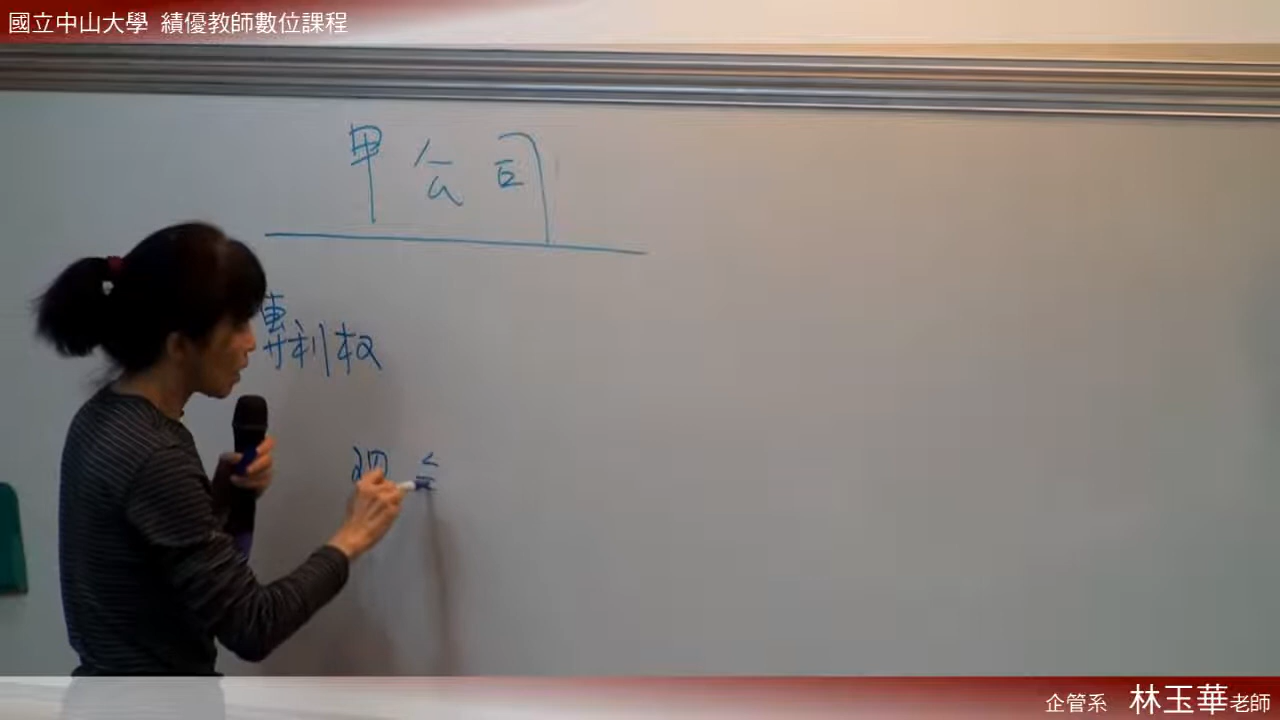 國立中山大學 績優教師數位課程
甲公司
專利权
企管系 林玉華老師